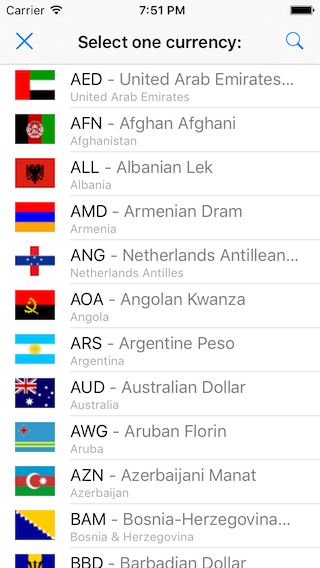 Carrier 7:51 PM
Select one currency:
AED - United Arab Emirates...
United Arab Emirates
AFN - Afghan Afghani
Afghanistan
ALL - Albanian Lek
Albania
AMD - Armenian Dram
Armenia
ANG - Netherlands Antillean...
Netherlands Antilles
AOA - Angolan Kwanza
Angola
ARS - Argentine Peso
Argentina
AUD - Australian Dollar
Australia
AWG - Aruban Florin
Aruba
AZN - Azerbaijani Manat
Azerbaijan
BAM - Bosnia-Herzegovina...
Bosnia & Herzegovina
BBD - Barbadian Dollar